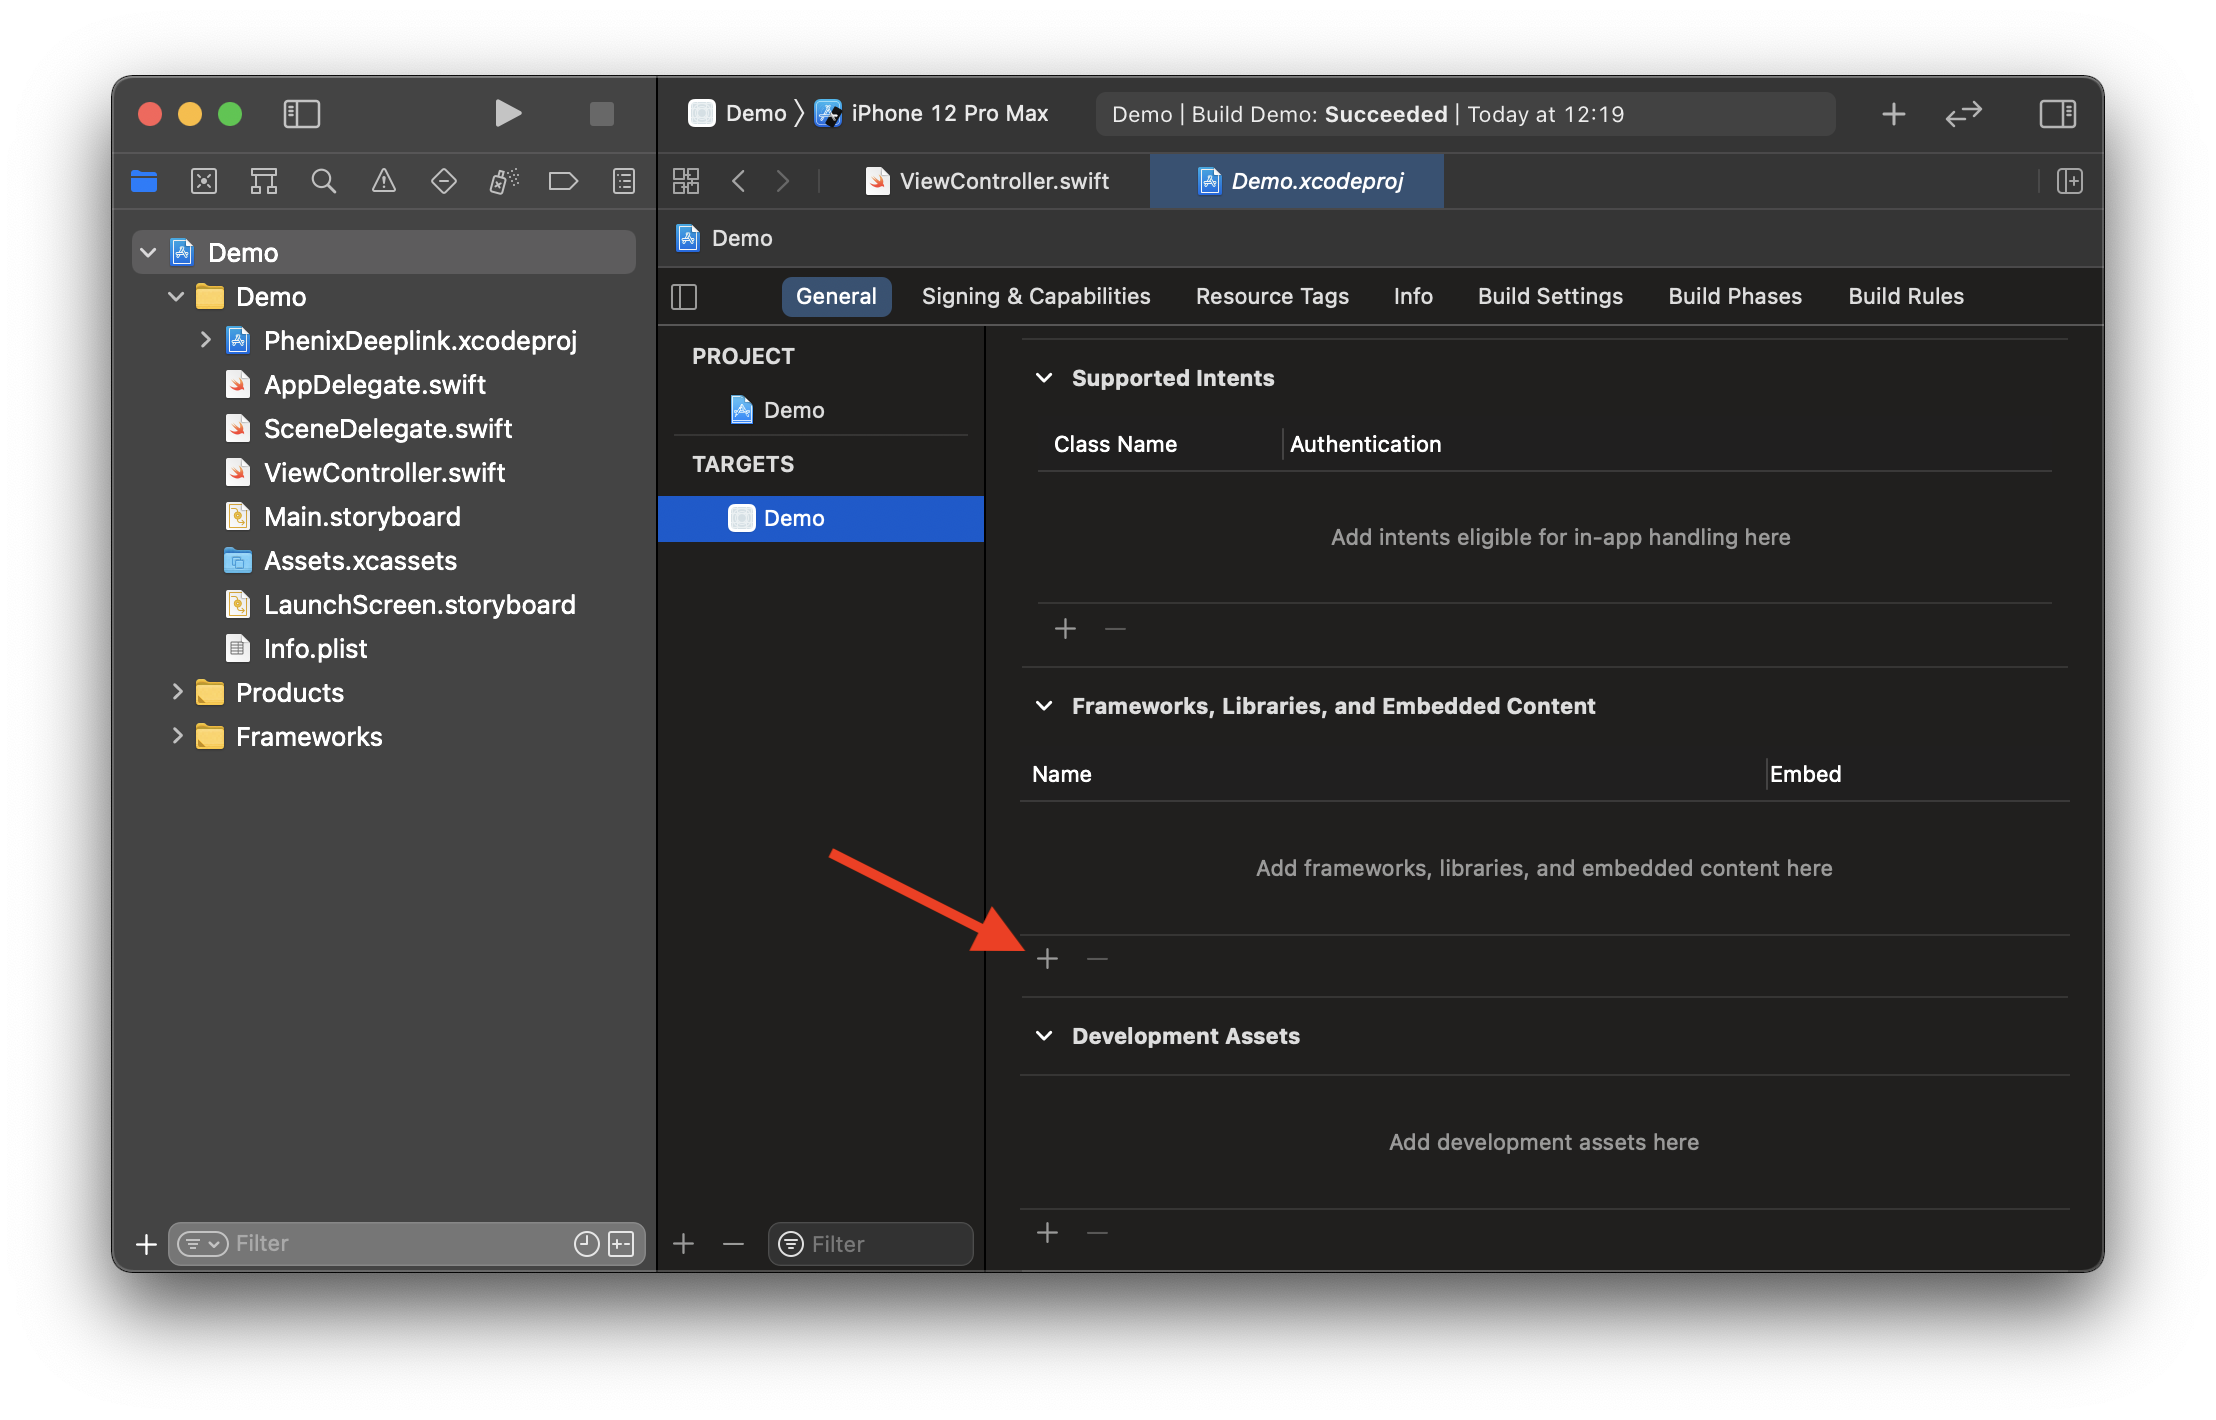 Demo
iPhone 12 Pro Max
Demo | Build Demo: Succeeded | Today at 12:19
ViewController.swift
Demo.xcodeproj
Demo
Demo
Demo
PhenixDeeplink.xcodeproj
AppDelegate.swift
SceneDelegate.swift
ViewController.swift
Main.storyboard
Assets.xcassets
LaunchScreen.storyboard
Info.plist
Products
Frameworks
Filter
General
Signing & Capabilities
Resource Tags
Info
Build Settings
Build Phases
Build Rules
PROJECT
Demo
TARGETS
Demo
Filter
Supported Intents
Class Name
Authentication
Add intents eligible for in-app handling here
Frameworks, Libraries, and Embedded Content
Name
Embed
Add frameworks, libraries, and embedded content here
Development Assets
Add development assets here